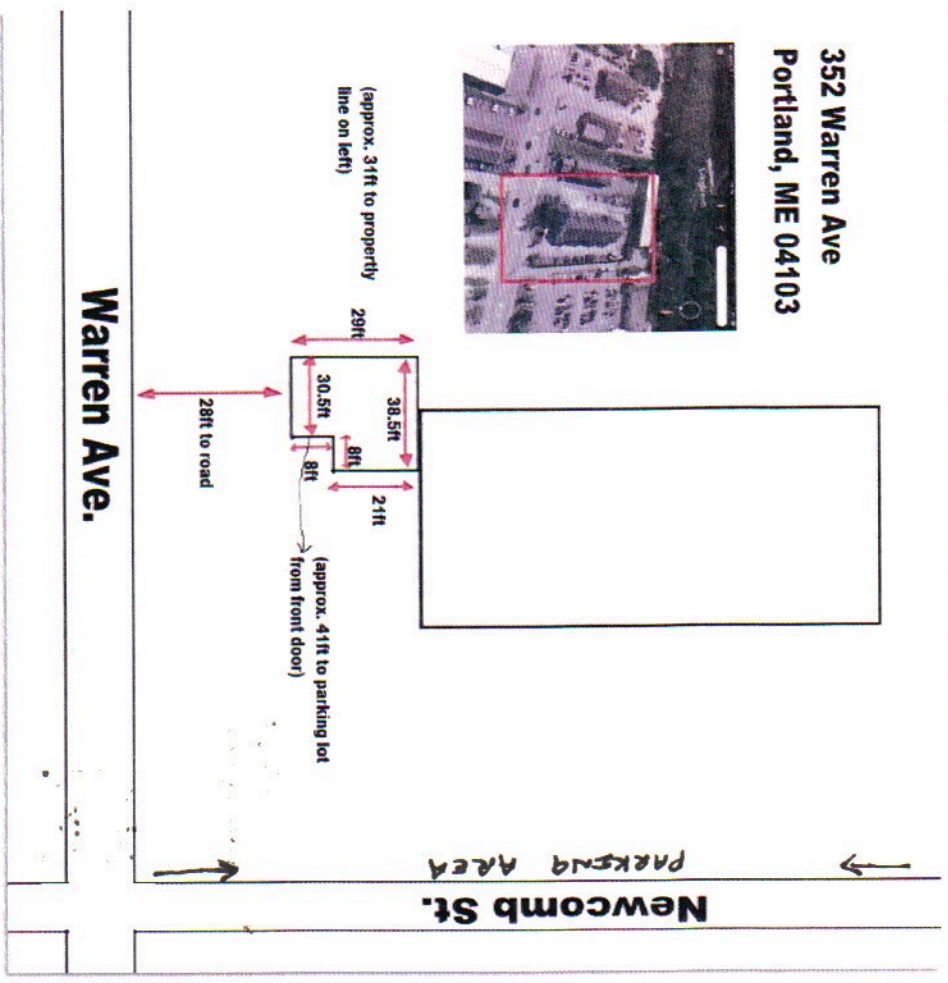 352 Warren Ave
Portland, ME 04103
(approx. 31ft to propertly
line on left)
29ft
38.5ft
30.5ft
8ft
8ft
21ft
(approx. 41ft to parking lot
from front door)
28ft to road
Warren Ave.
PARKING AREA
Newcomb St.